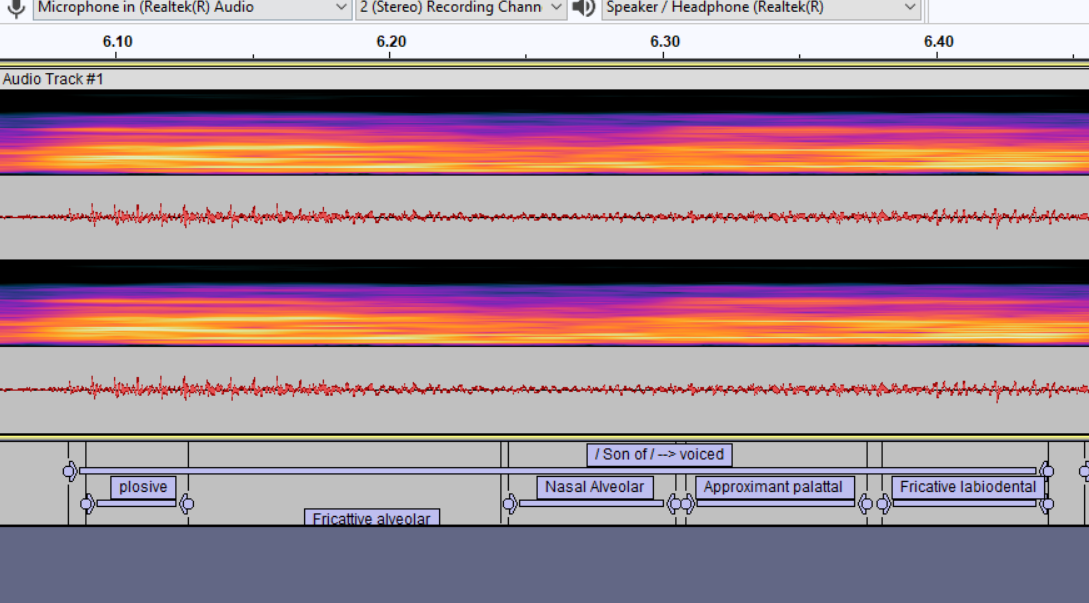 Microphone in (Realtek(R) Audio 2 (Stereo) Recording Chann Speaker / Headphone (Realtek(R)
6.10 6.20 6.30 6.40
Audio Track #1
/ Son of / --> voiced
plosive Nasal Alveolar Approximant palattal Fricative labiodental
Fricattive alveolar